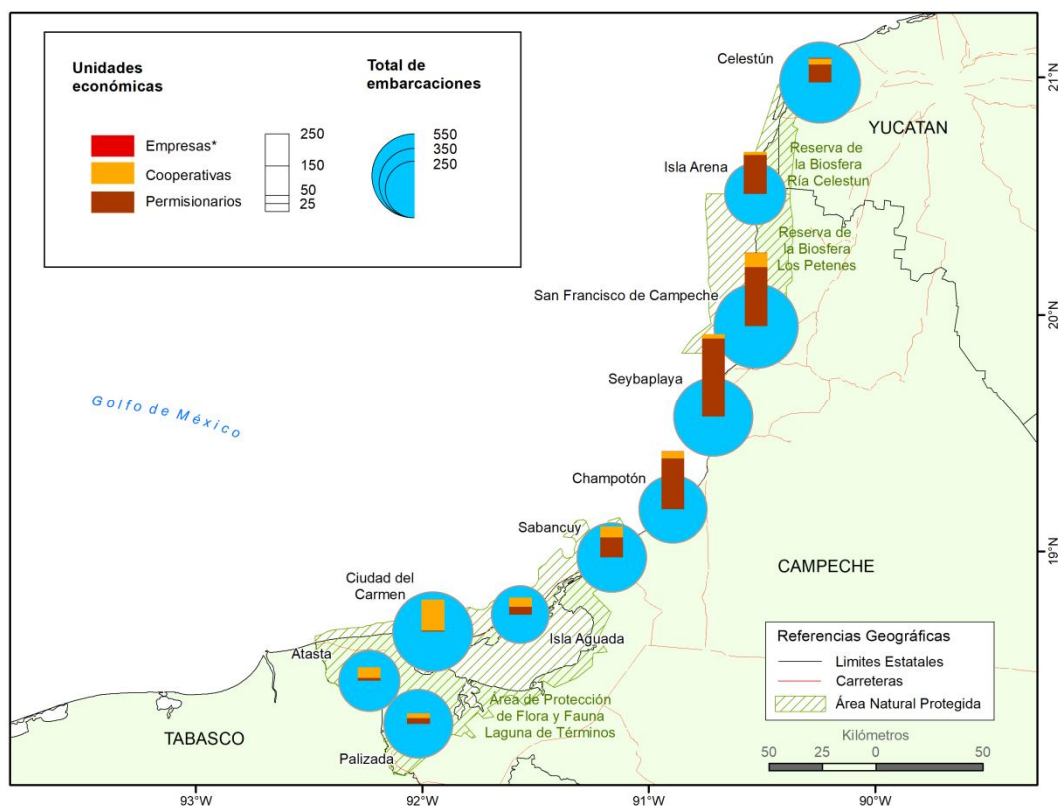 Unidades
económicas
Total de
embarcaciones
Empresas*
Cooperativas
Permisionarios
250
150
50
25
550
350
250
Celestún
YUCATAN
Reserva de
la Biosfera
Ría Celestun
Isla Arena
Reserva de
la Biosfera
Los Petenes
San Francisco de Campeche
Seybaplaya
Golfo de México
Champotón
Sabancuy
CAMPECHE
Ciudad del
Carmen
Isla Aguada
Atasta
Área de Protección
de Flora y Fauna
Laguna de Términos
TABASCO
Palizada
Referencias Geográficas
Limites Estatales
Carreteras
Área Natural Protegida
Kilómetros
50 25 0 50
21°N
20°N
19°N
93°W 92°W 91°W 90°W